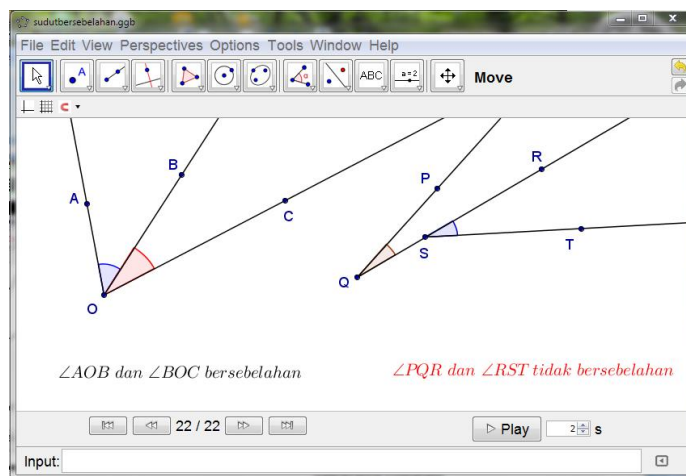 sudutbersebelahan.ggb
File Edit View Perspectives Options Tools Window Help
A ABC a=2 Move
B
A
C
O
P
R
Q
S
T
∠AOB dan ∠BOC bersebelahan
∠PQR dan ∠RST tidak bersebelahan
22 / 22
Play 2 s
Input: